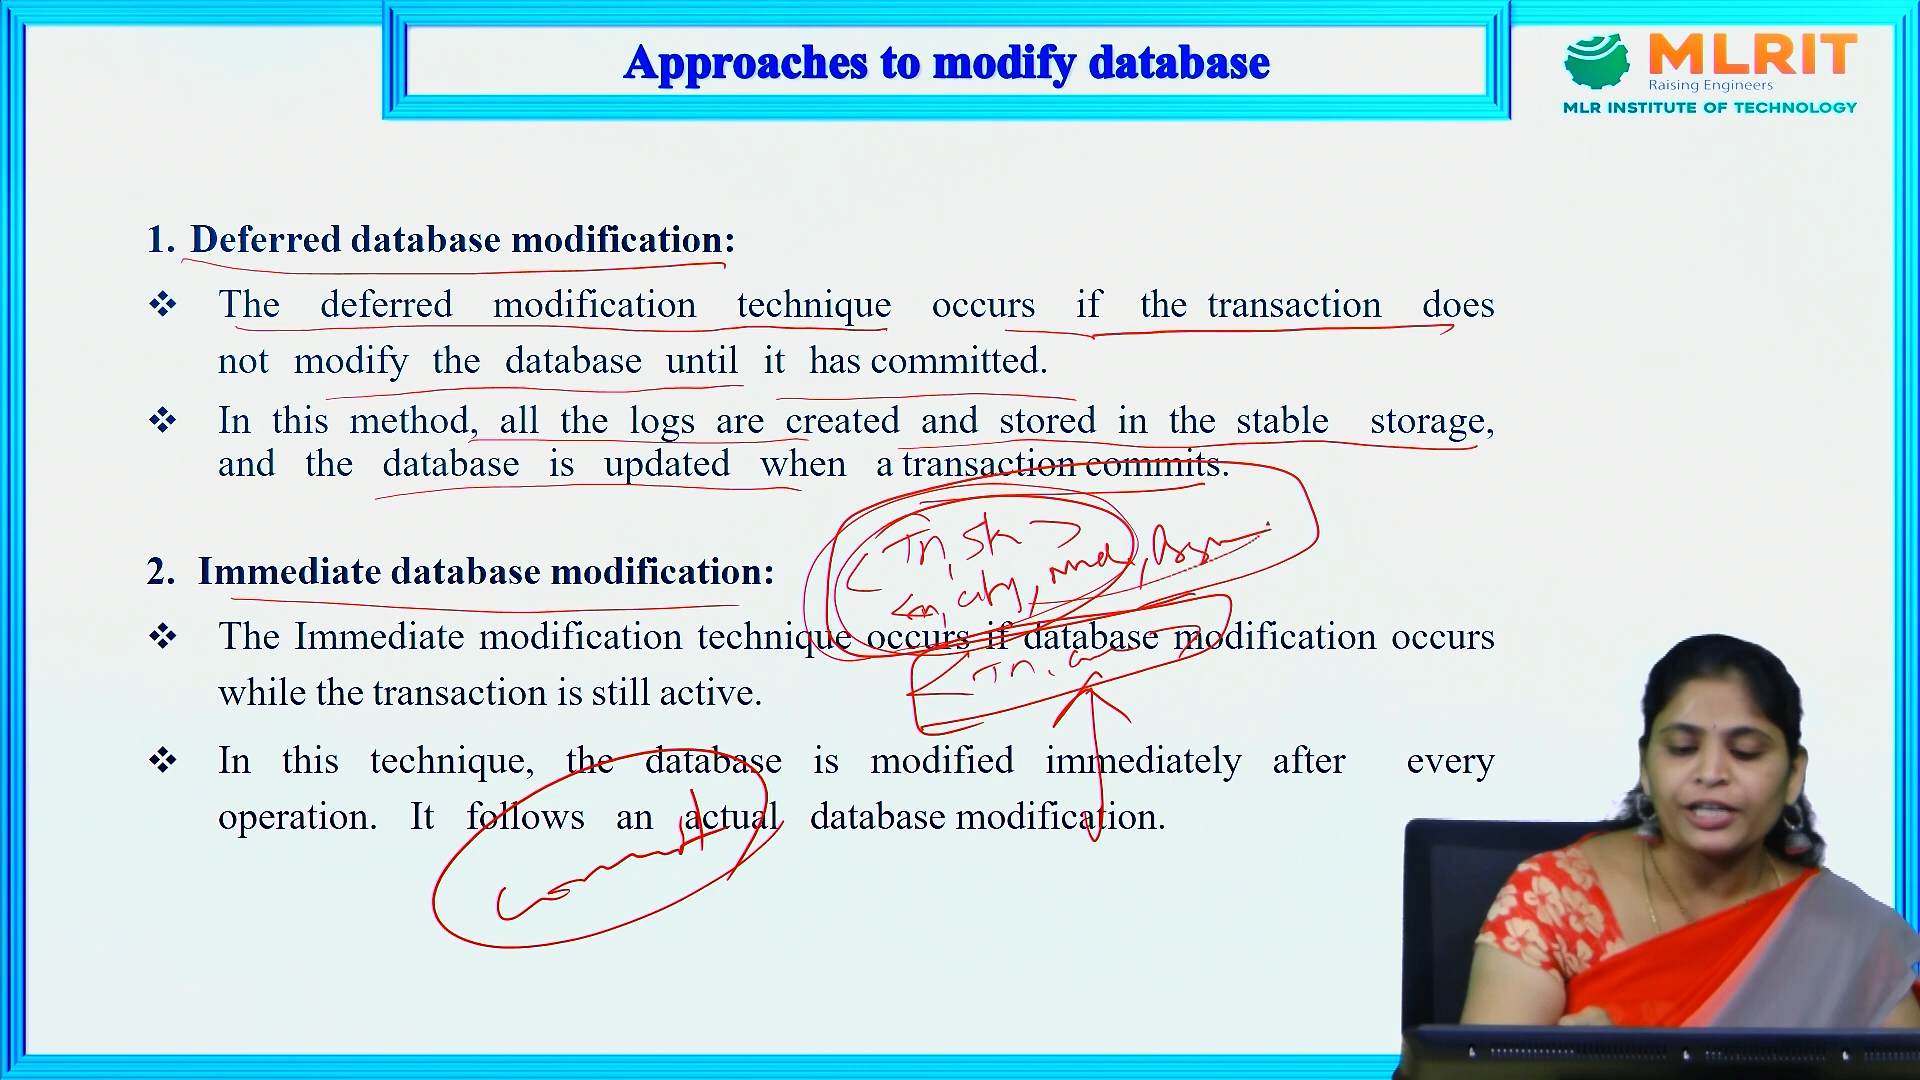 Approaches to modify database
MLRIT
Raising Engineers
MLR INSTITUTE OF TECHNOLOGY
1. Deferred database modification:
❖ The deferred modification technique occurs if the transaction does
not modify the database until it has committed.
❖ In this method, all the logs are created and stored in the stable storage,
and the database is updated when a transaction commits.
2. Immediate database modification:
❖ The Immediate modification technique occurs if database modification occurs
while the transaction is still active.
❖ In this technique, the database is modified immediately after every
operation. It follows an actual database modification.